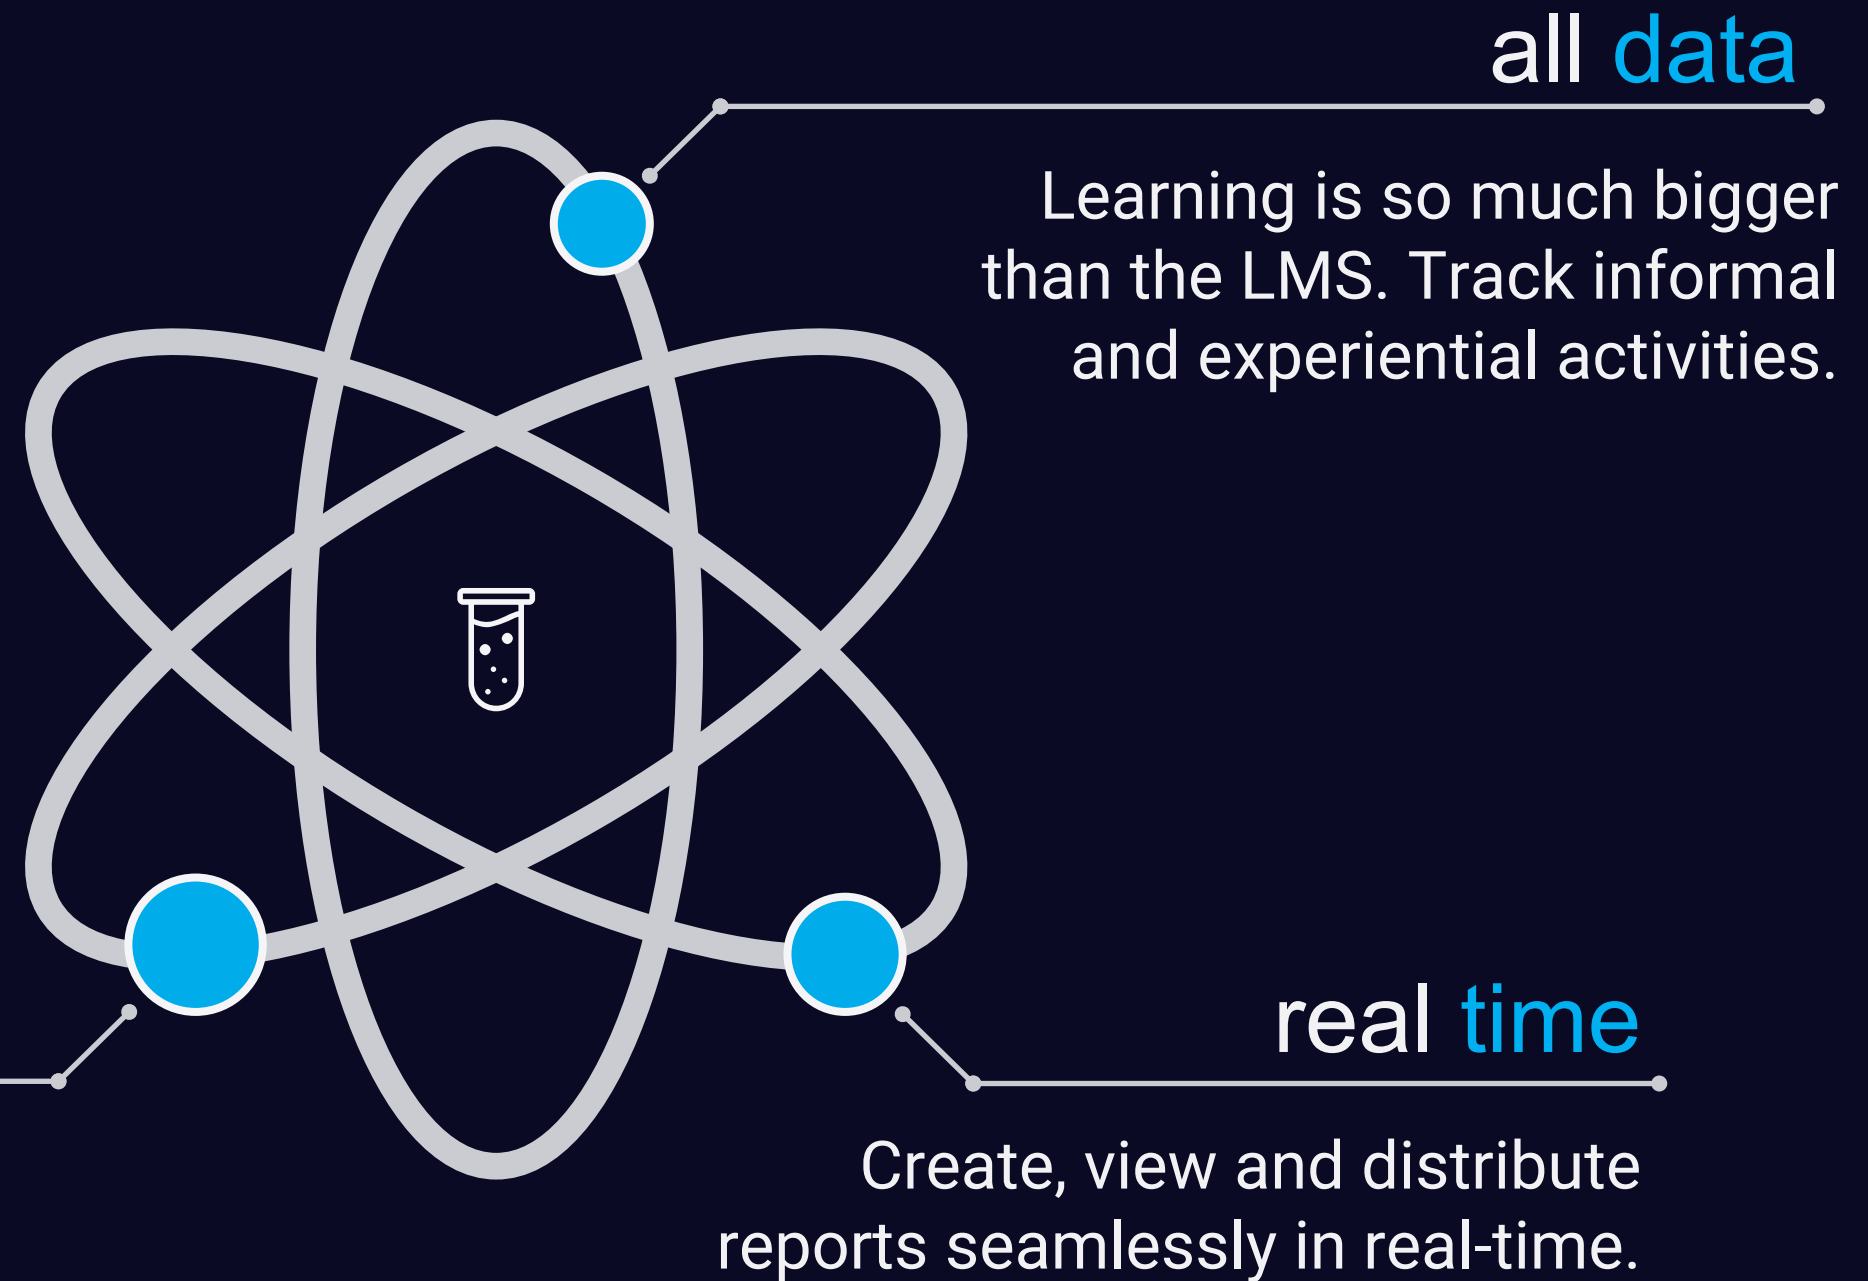 all data
Learning is so much bigger
than the LMS. Track informal
and experiential activities.
real time
Create, view and distribute
reports seamlessly in real-time.